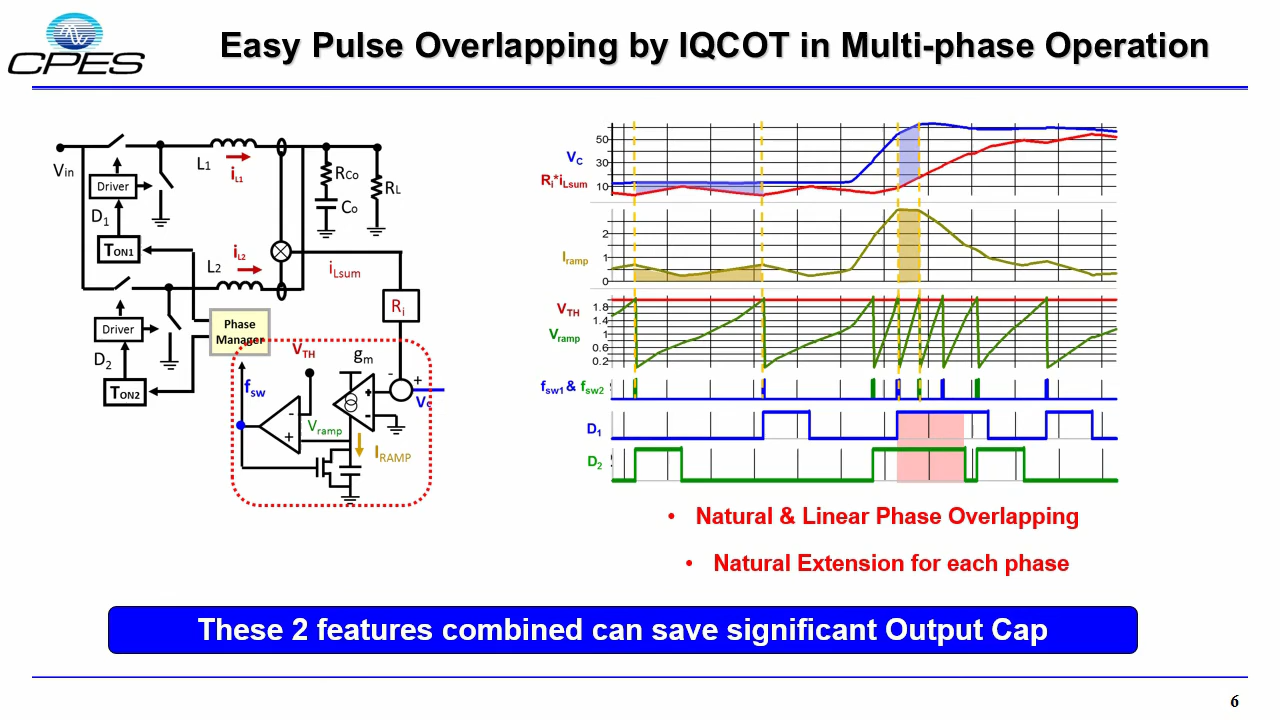 CPES
Easy Pulse Overlapping by IQCOT in Multi-phase Operation
Vin
Driver
D1
TON1
L1
iL1
RCo
Co
RL
iL2
L2
iLsum
Ri
Driver
D2
TON2
Phase
Manager
VTH
gm
fsw
-
+
Vc
-
+
Vramp
+
-
IRAMP
VC
Ri*iLsum
50
30
10
Iramp
2
1
0
VTH
Vramp
1.8
1.4
1
0.6
0.2
fsw1 & fsw2
D1
D2
• Natural & Linear Phase Overlapping
• Natural Extension for each phase
These 2 features combined can save significant Output Cap
6